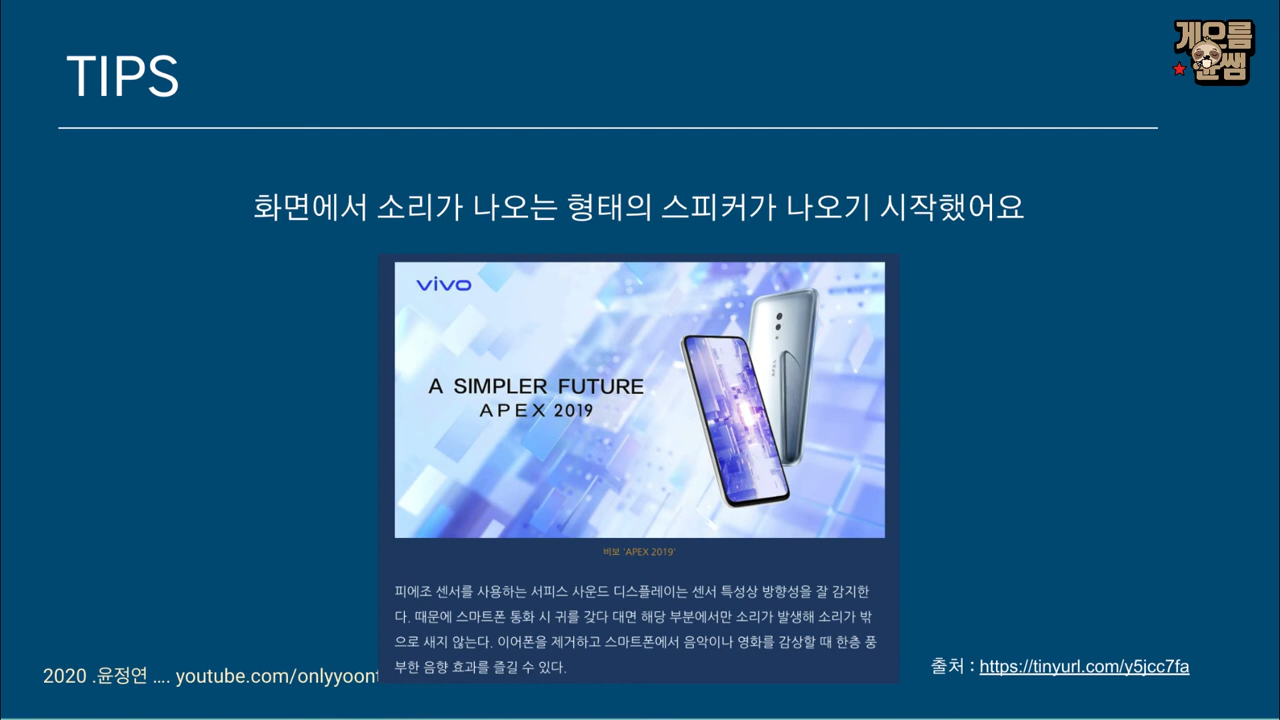 TIPS
게으름
윤쌤
화면에서 소리가 나오는 형태의 스피커가 나오기 시작했어요
vivo
A SIMPLER FUTURE
APEX 2019
비보 'APEX 2019'
피에조 센서를 사용하는 서피스 사운드 디스플레이는 센서 특성상 방향성을 잘 감지한
다. 때문에 스마트폰 통화 시 귀를 갖다 대면 해당 부분에서만 소리가 발생해 소리가 밖
으로 새지 않는다. 이어폰을 제거하고 스마트폰에서 음악이나 영화를 감상할 때 한층 풍
부한 음향 효과를 즐길 수 있다.
2020 .윤정연 .... youtube.com/onlyyoont
출처 : https://tinyurl.com/y5jcc7fa